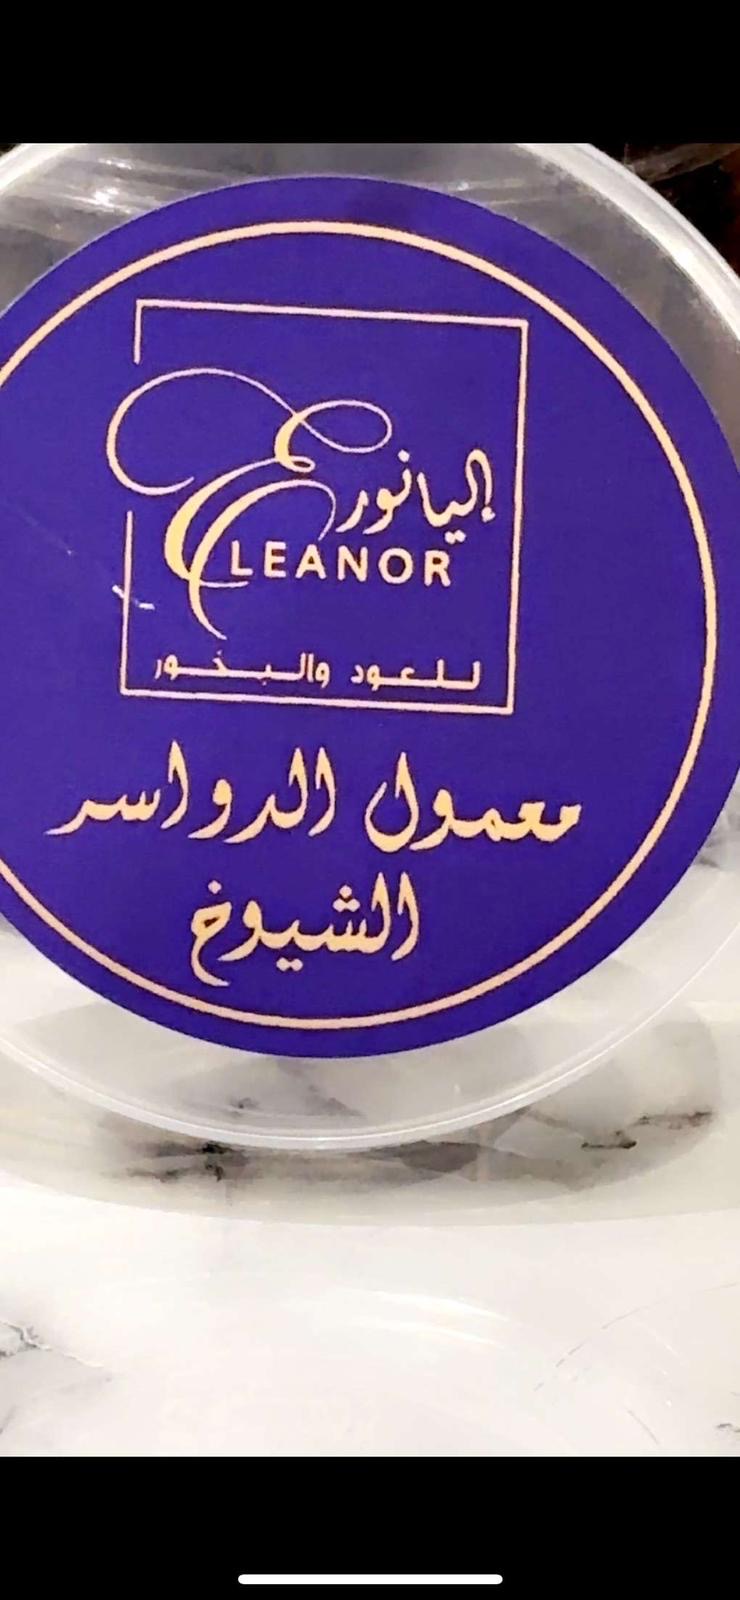 إليانور
ELEANOR
للعود والبخور
معمول الدواسر
الشيوخ